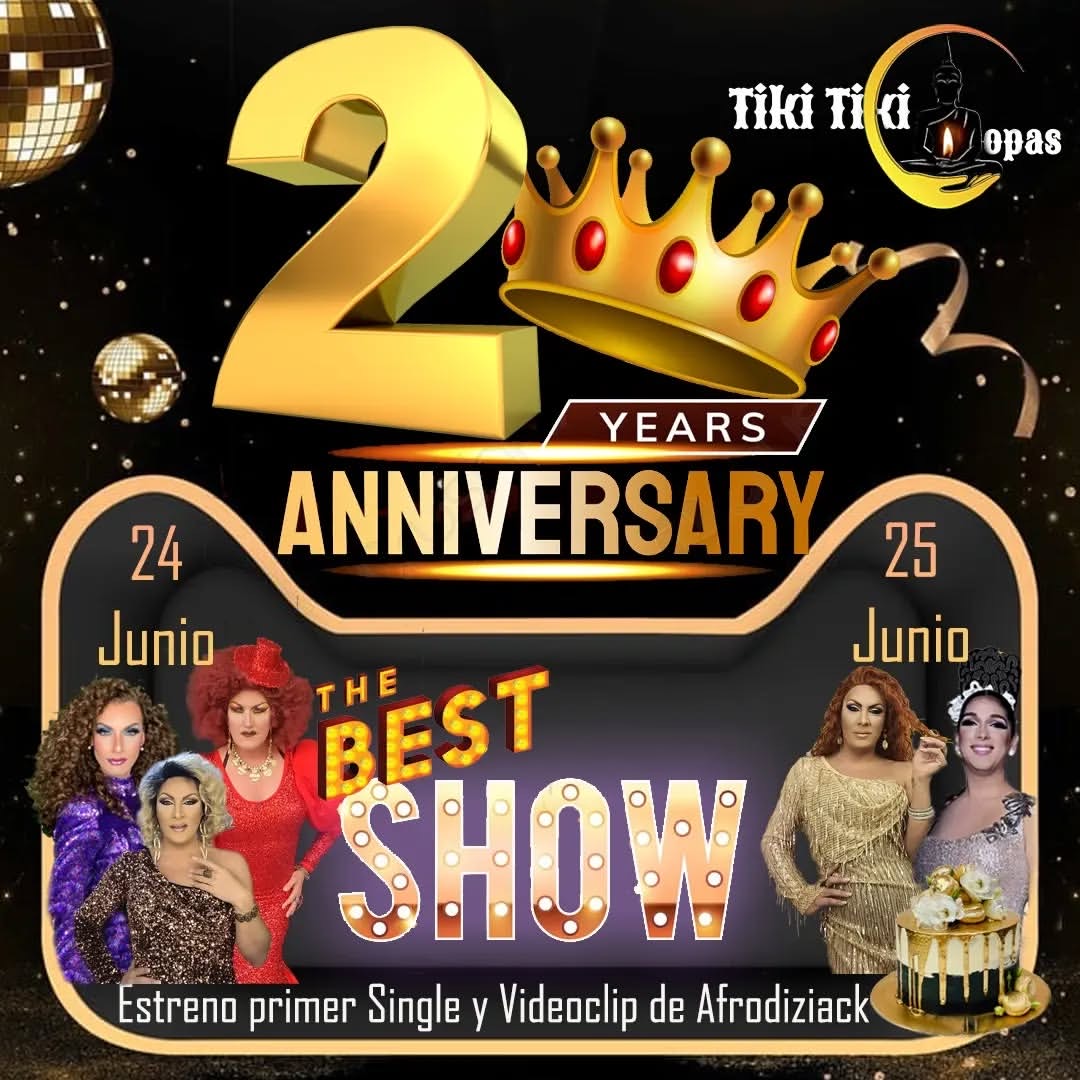 Tiki Tiki Copas
2
YEARS
ANNIVERSARY
24
Junio
25
Junio
THE
BEST
SHOW
Estreno primer Single y Videoclip de Afrodiziack